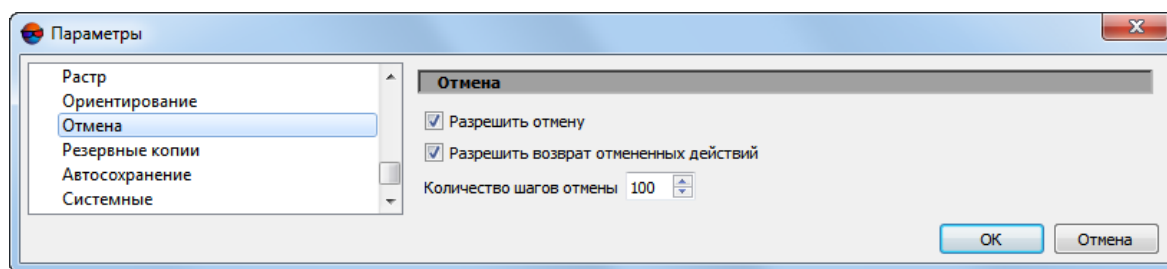 Параметры
Растр
Ориентирование
Отмена
Резервные копии
Автосохранение
Системные
Отмена
Разрешить отмену
Разрешить возврат отмененных действий
Количество шагов отмены 100
OK Отмена